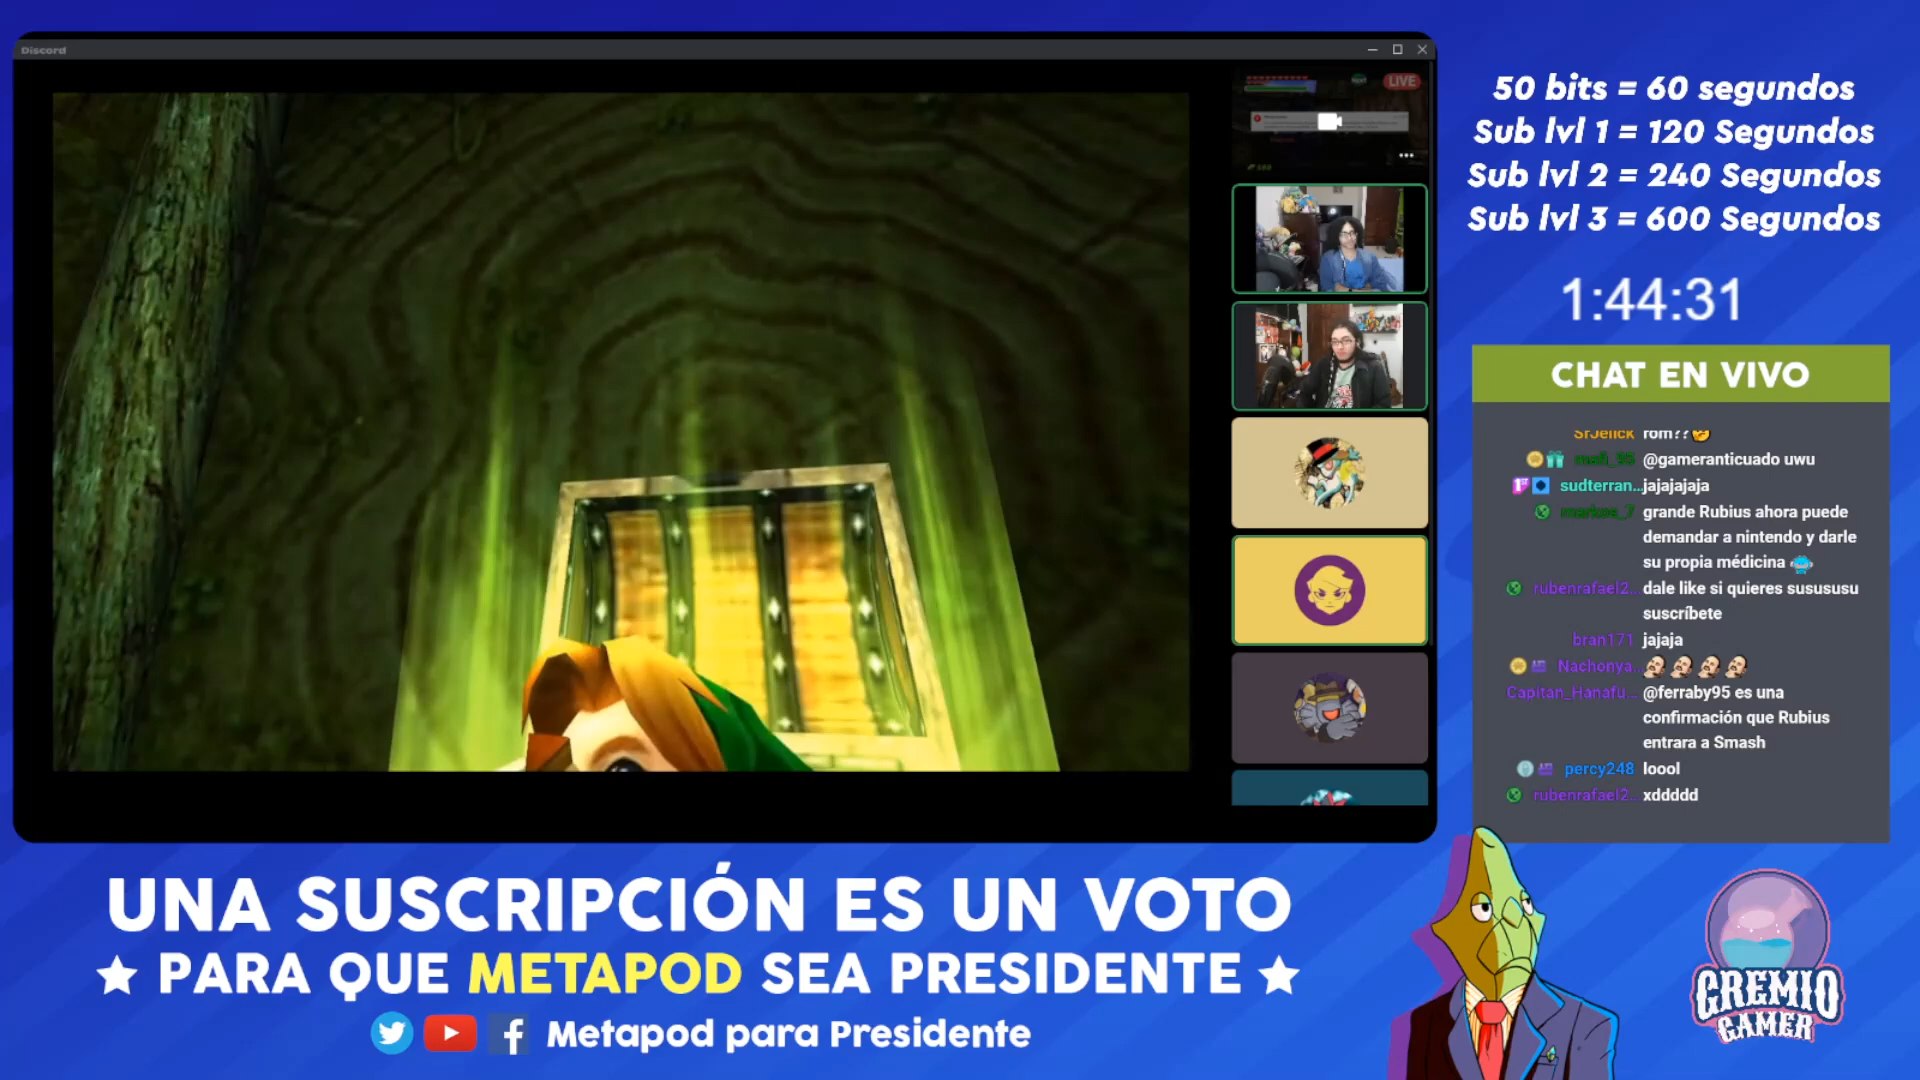 Discord
LIVE
50 bits = 60 segundos
Sub lvl 1 = 120 Segundos
Sub lvl 2 = 240 Segundos
Sub lvl 3 = 600 Segundos
1:44:31
CHAT EN VIVO
SrJelick rom??
@gameranticuado uwu
sudterran... jajajajaja
markos_7 grande Rubius ahora puede
demandar a nintendo y darle
su propia médicina
rubenrafael2... dale like si quieres susususu
suscríbete
bran171 jajaja
Nachonya...
Capitan_Hanafu... @ferraby95 es una
confirmación que Rubius
entrara a Smash
percy248 loool
rubenrafael2... xddddd
UNA SUSCRIPCIÓN ES UN VOTO
PARA QUE METAPOD SEA PRESIDENTE
Metapod para Presidente
GREMIO
GAMER